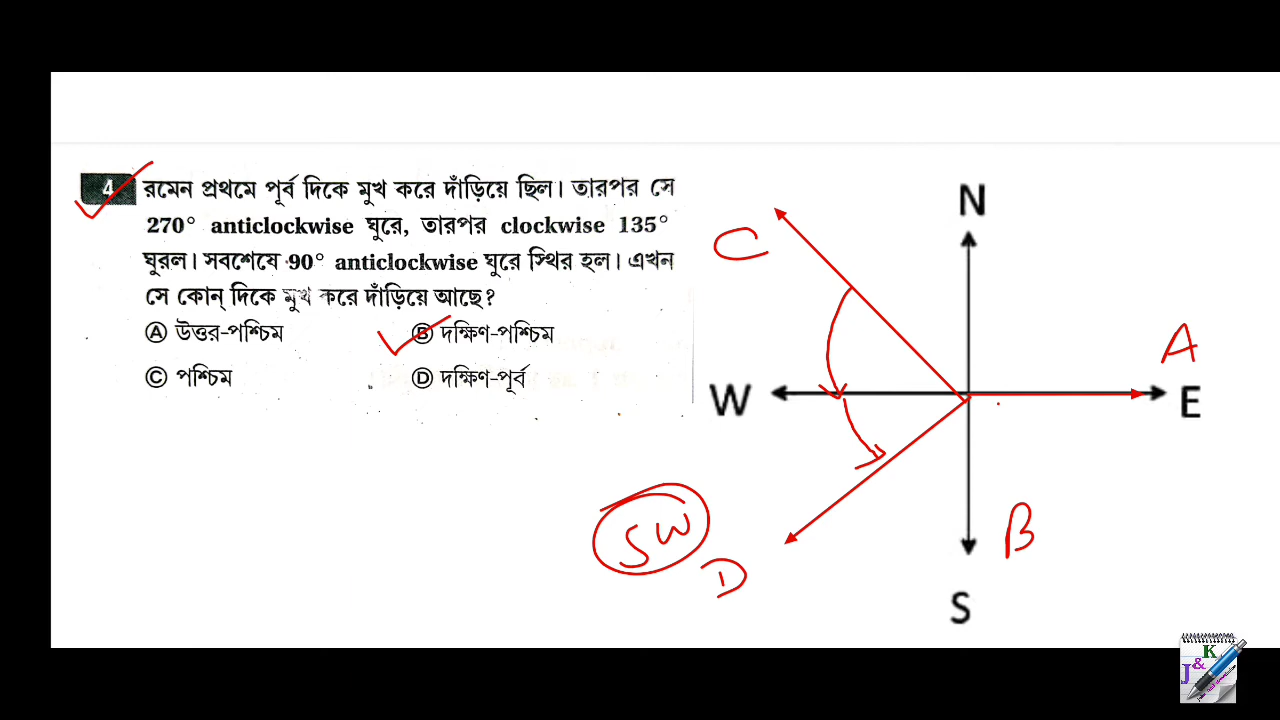 4 রমেন প্রথমে পূর্ব দিকে মুখ করে দাঁড়িয়ে ছিল। তারপর সে
270° anticlockwise ঘুরে, তারপর clockwise 135°
ঘুরল। সবশেষে 90° anticlockwise ঘুরে স্থির হল। এখন
সে কোন্ দিকে মুখ করে দাঁড়িয়ে আছে?
Ⓐ উত্তর-পশ্চিম Ⓑ দক্ষিণ-পশ্চিম
Ⓒ পশ্চিম Ⓓ দক্ষিণ-পূর্ব
N
C
A
W
E
B
SW
D
S
J&K